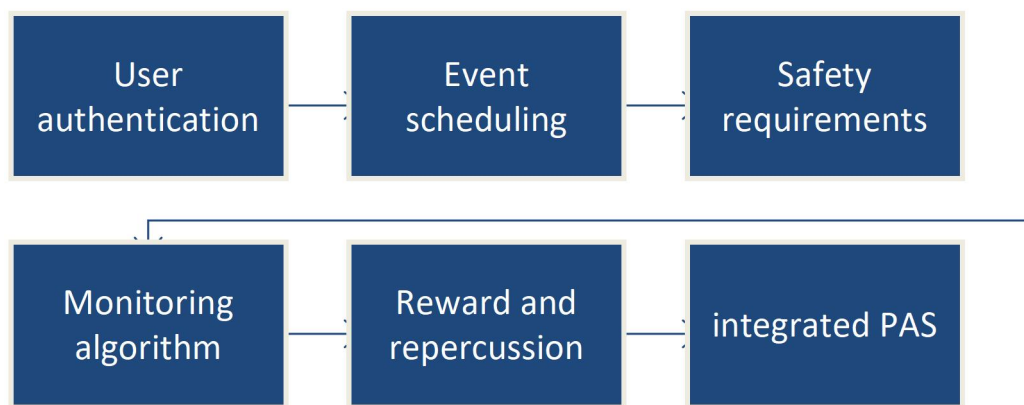 User
authentication
Event
scheduling
Safety
requirements
Monitoring
algorithm
Reward and
repercussion
integrated PAS